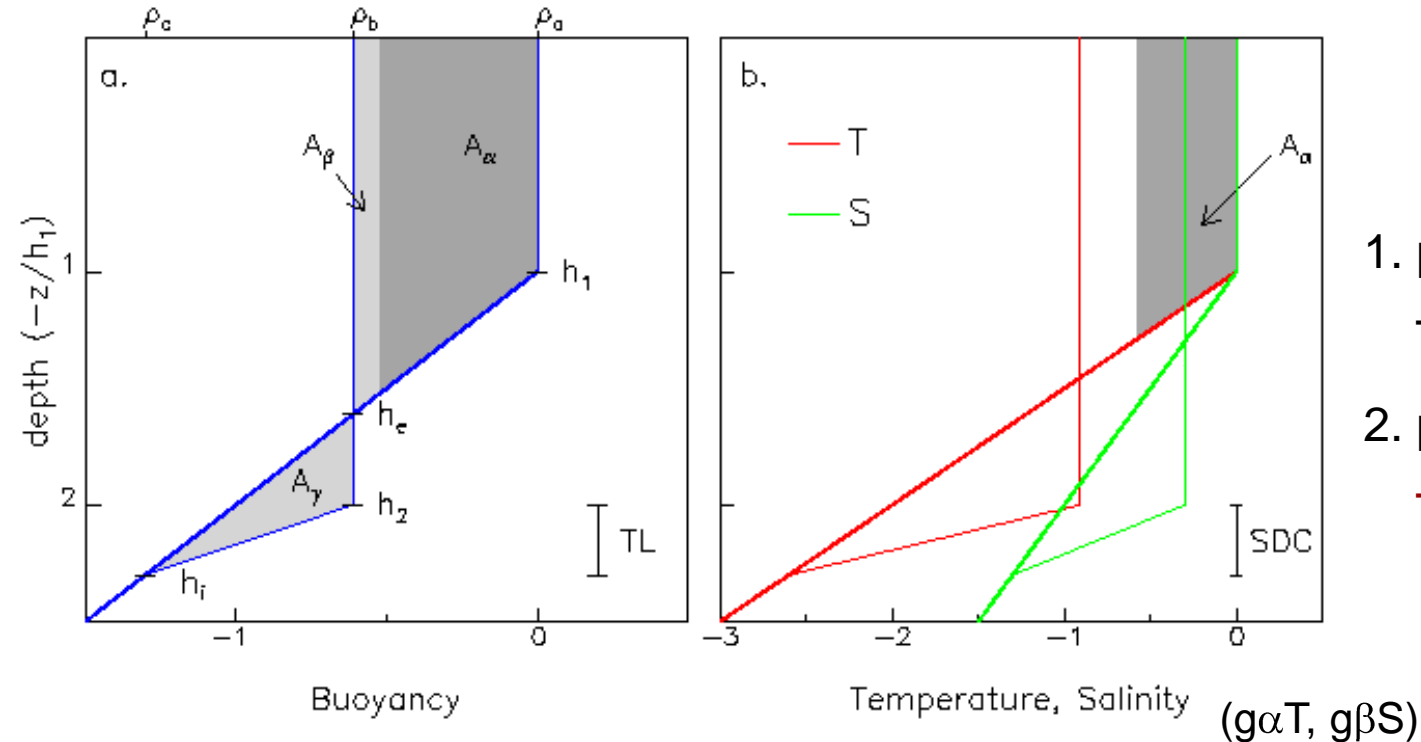 ρc ρb ρa
a.
Aβ
Aα
h1
he
Aγ
h2
TL
hi
1
2
depth (−z/h1)
−1 0
Buoyancy
b.
T
S
Aα
SDC
−3 −2 −1 0
Temperature, Salinity
(gαT, gβS)
1.
2.